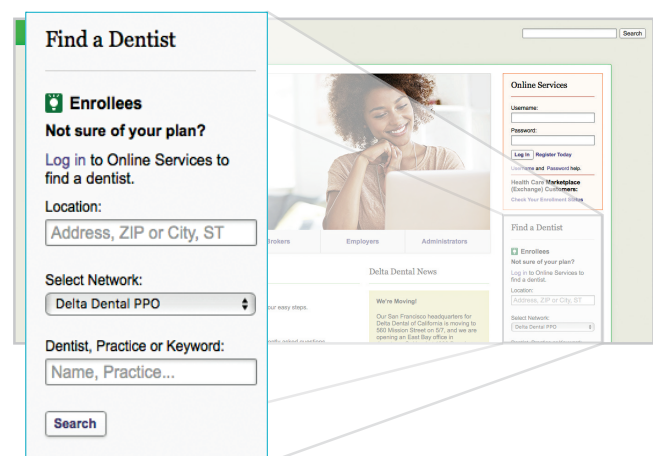 Find a Dentist
Enrollees
Not sure of your plan?
Log in to Online Services to
find a dentist.
Location:
Address, ZIP or City, ST
Select Network:
Delta Dental PPO
Dentist, Practice or Keyword:
Name, Practice...
Search
Search
Online Services
Username:
Password:
Log In Register Today
Username and Password help.
Health Care Marketplace
(Exchange) Customers:
Check Your Enrollment Status
Find a Dentist
Enrollees
Not sure of your plan?
Log in to Online Services to
find a dentist.
Location:
Address, ZIP or City, ST
Select Network:
Delta Dental PPO
Brokers Employers Administrators
Delta Dental News
We're Moving!
Our San Francisco headquarters for
Delta Dental of California is moving to
560 Mission Street on 5/7, and we are
opening an East Bay office in
our easy steps.
asked questions